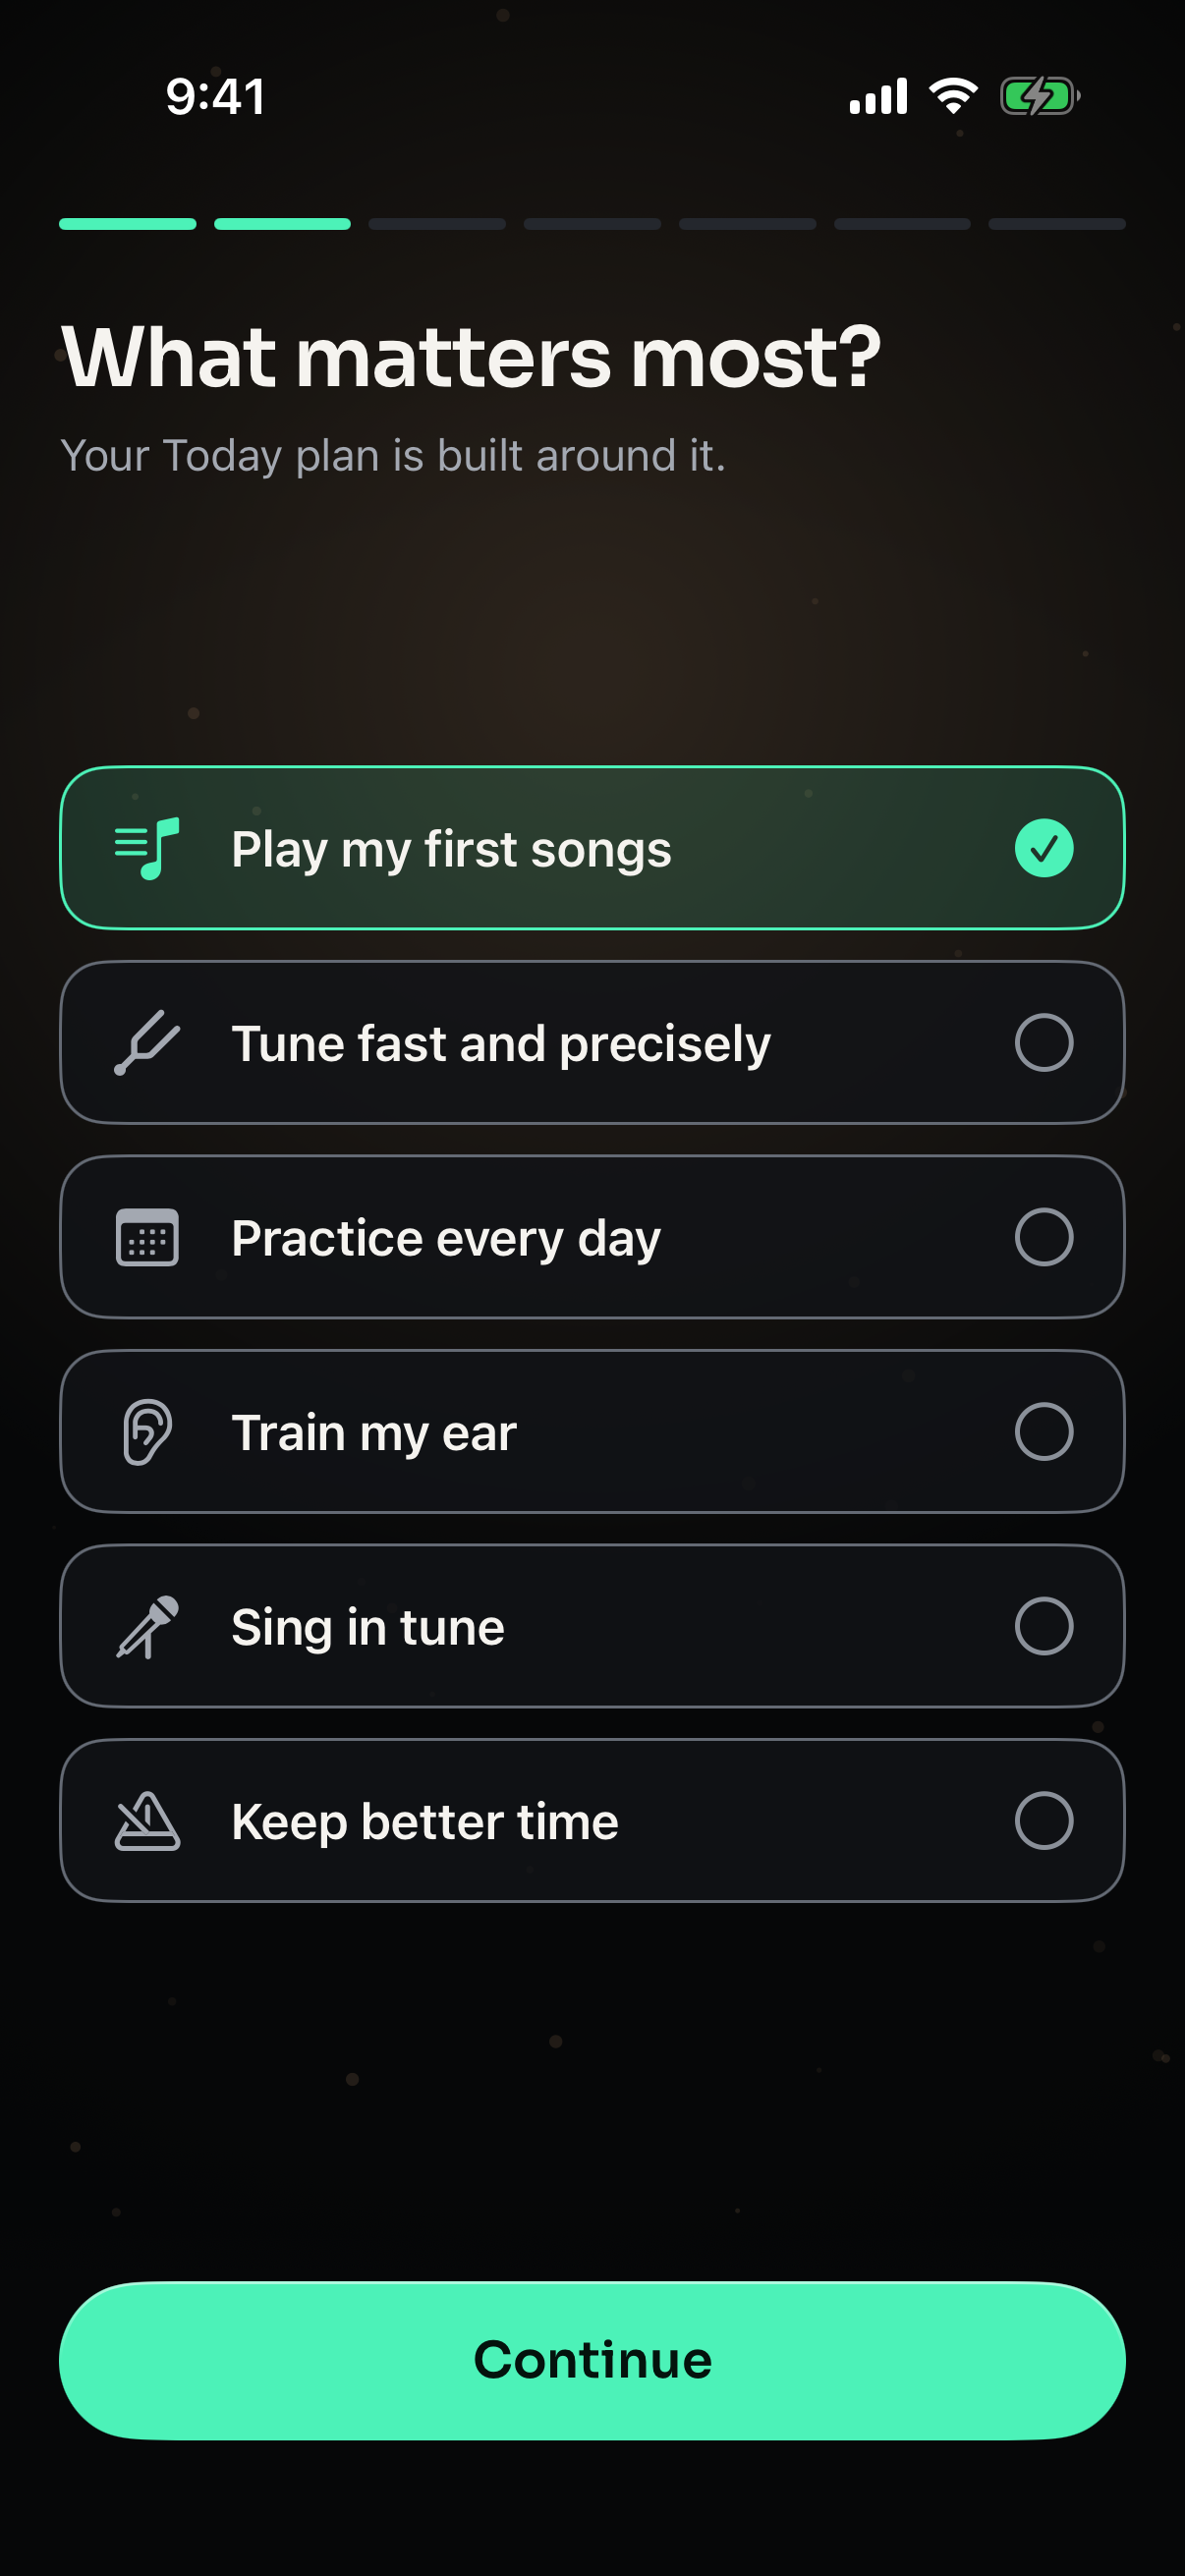 9:41
What matters most?
Your Today plan is built around it.
Play my first songs
Tune fast and precisely
Practice every day
Train my ear
Sing in tune
Keep better time
Continue